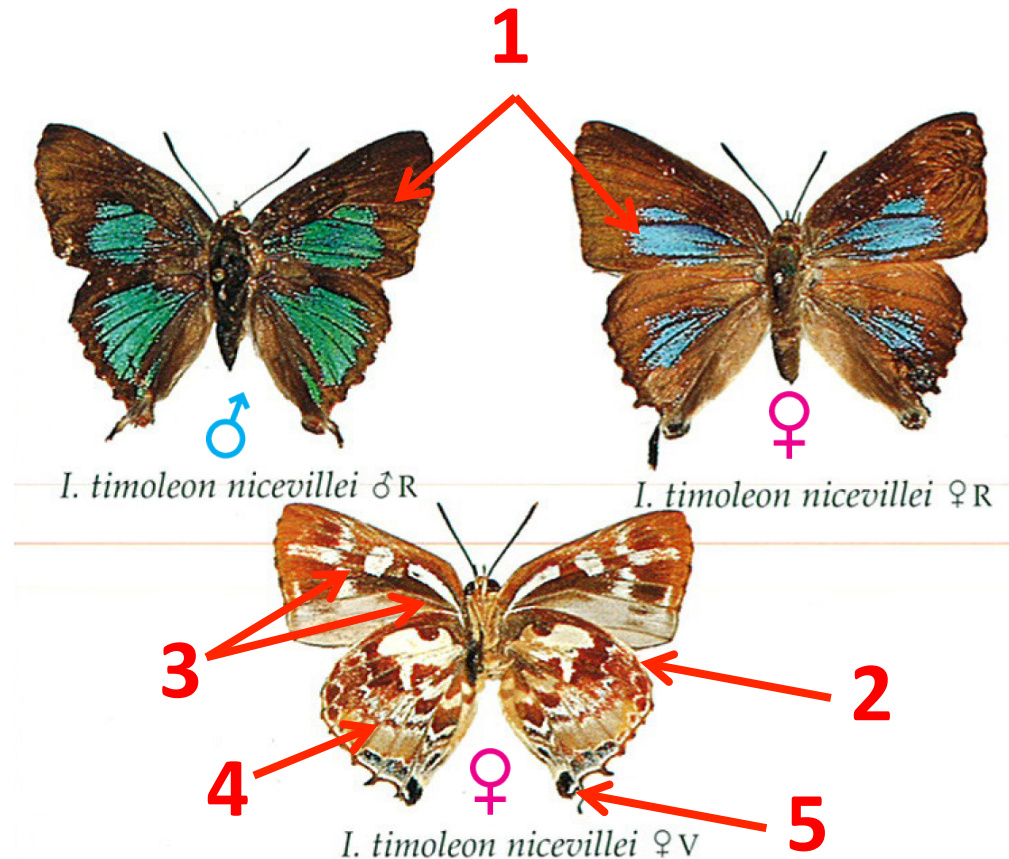 1
I. timoleon nicevillei ♂ R
I. timoleon nicevillei ♀ R
3
2
4
5
I. timoleon nicevillei ♀ V